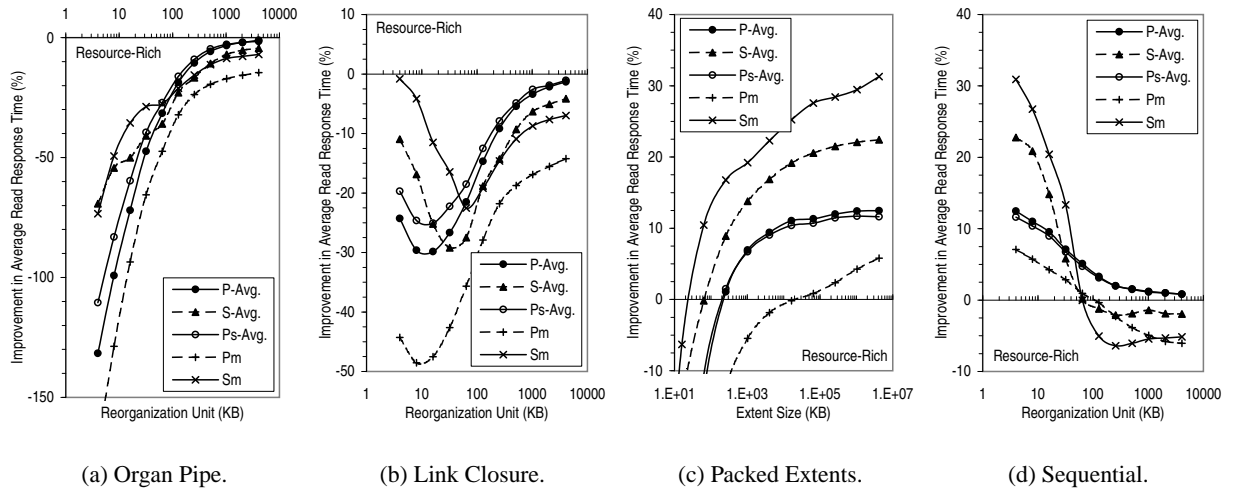 1 10 100 1000 10000
0
-50
-100
-150
Improvement in Average Read Response Time (%)
Resource-Rich
P-Avg.
S-Avg.
Ps-Avg.
Pm
Sm
Reorganization Unit (KB)
(a) Organ Pipe.
10
0
-10
-20
-30
-40
-50
Improvement in Average Read Response Time (%)
Resource-Rich
P-Avg.
S-Avg.
Ps-Avg.
Pm
Sm
1 10 100 1000 10000
Reorganization Unit (KB)
(b) Link Closure.
40
30
20
10
0
-10
Improvement in Average Read Response Time (%)
P-Avg.
S-Avg.
Ps-Avg.
Pm
Sm
Resource-Rich
1.E+01 1.E+03 1.E+05 1.E+07
Extent Size (KB)
(c) Packed Extents.
40
30
20
10
0
-10
Improvement in Average Read Response Time (%)
P-Avg.
S-Avg.
Ps-Avg.
Pm
Sm
Resource-Rich
1 10 100 1000 10000
Reorganization Unit (KB)
(d) Sequential.